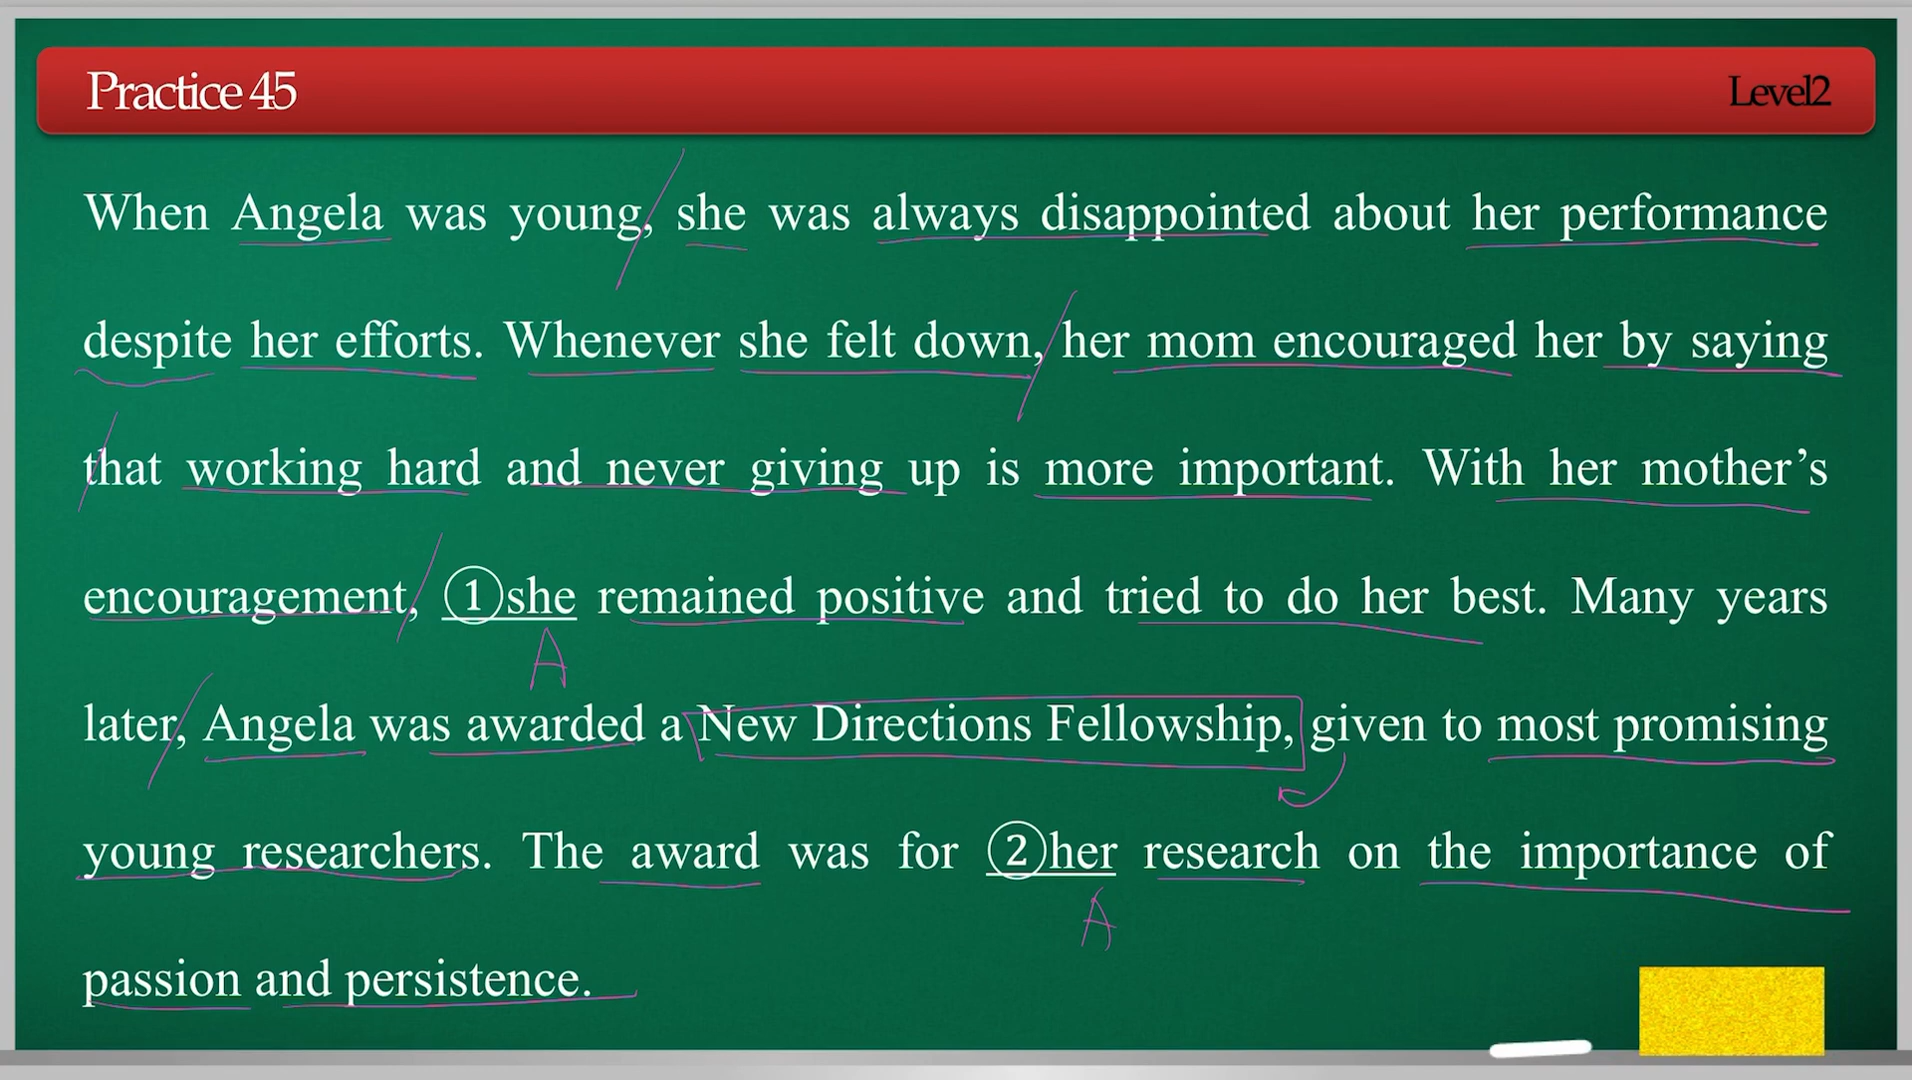 Practice 45
Level2
When Angela was young, she was always disappointed about her performance
despite her efforts. Whenever she felt down, her mom encouraged her by saying
that working hard and never giving up is more important. With her mother’s
encouragement, ①she remained positive and tried to do her best. Many years
A
later, Angela was awarded a New Directions Fellowship, given to most promising
young researchers. The award was for ②her research on the importance of
A
passion and persistence.